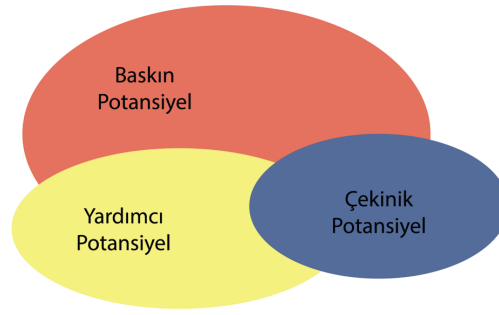 Baskın
Potansiyel
Yardımcı
Potansiyel
Çekinik
Potansiyel